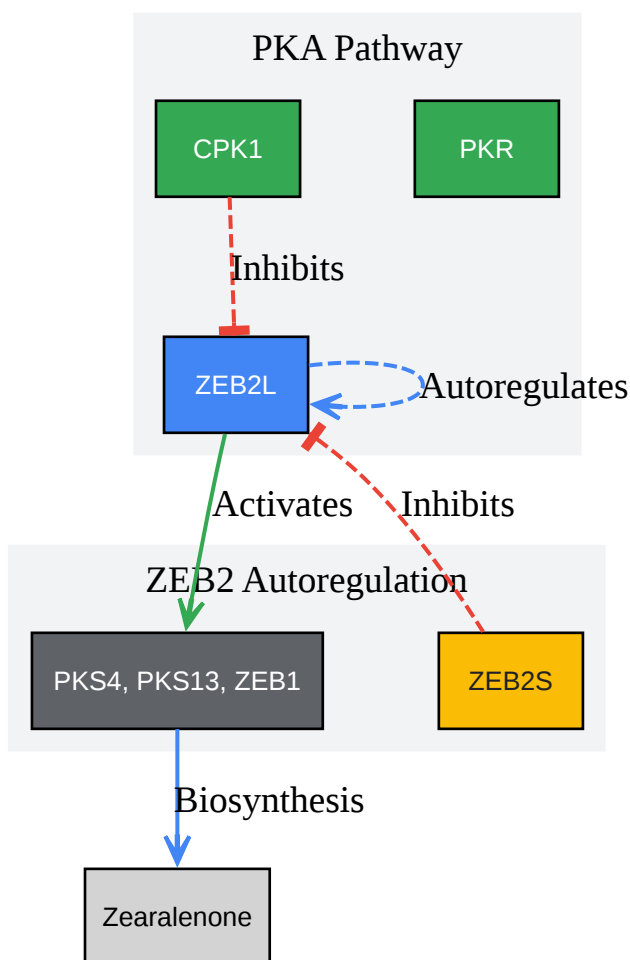 PKA Pathway
CPK1
PKR
Inhibits
ZEB2L
Autoregulates
Activates
Inhibits
ZEB2 Autoregulation
PKS4, PKS13, ZEB1
ZEB2S
Biosynthesis
Zearalenone